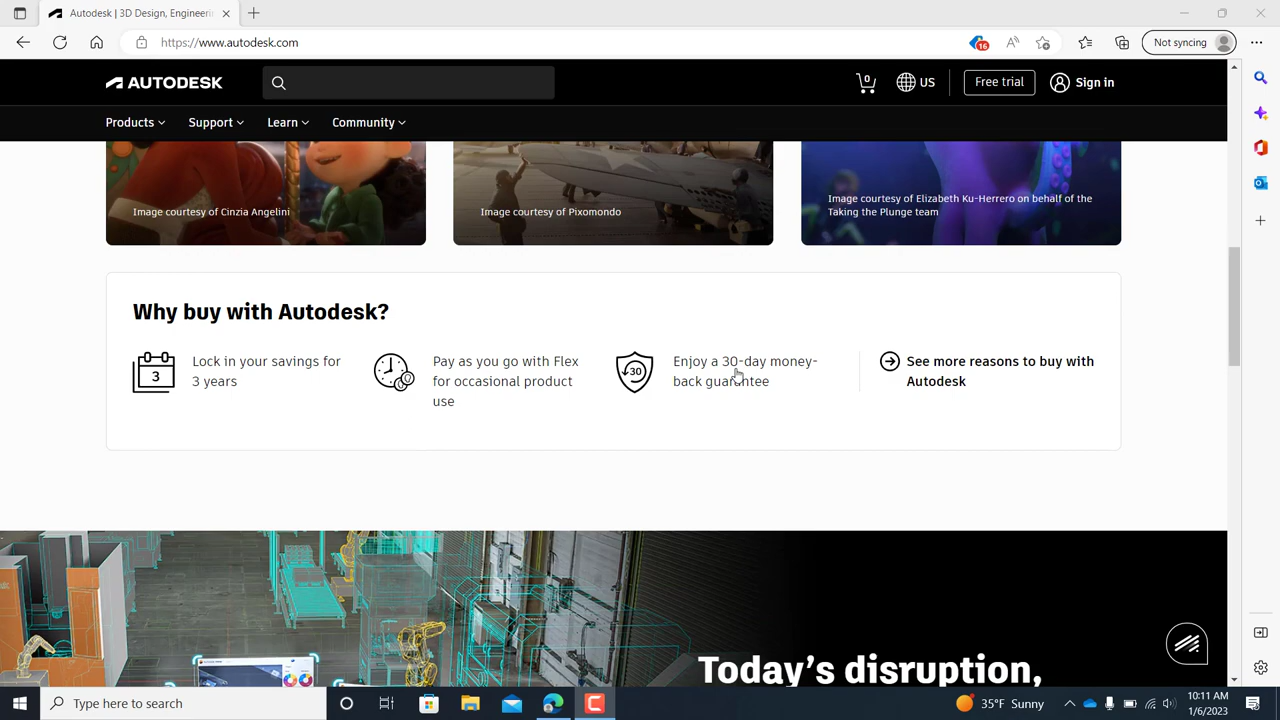 Autodesk | 3D Design, Engineerin
https://www.autodesk.com
16
Not syncing
AUTODESK
0
US
Free trial
Sign in
Products
Support
Learn
Community
Image courtesy of Cinzia Angelini
Image courtesy of Pixomondo
Image courtesy of Elizabeth Ku-Herrero on behalf of the
Taking the Plunge team
Why buy with Autodesk?
3
Lock in your savings for
3 years
Pay as you go with Flex
for occasional product
use
30
Enjoy a 30-day money-
back guarantee
See more reasons to buy with
Autodesk
Today's disruption,
Type here to search
35°F Sunny
10:11 AM
1/6/2023